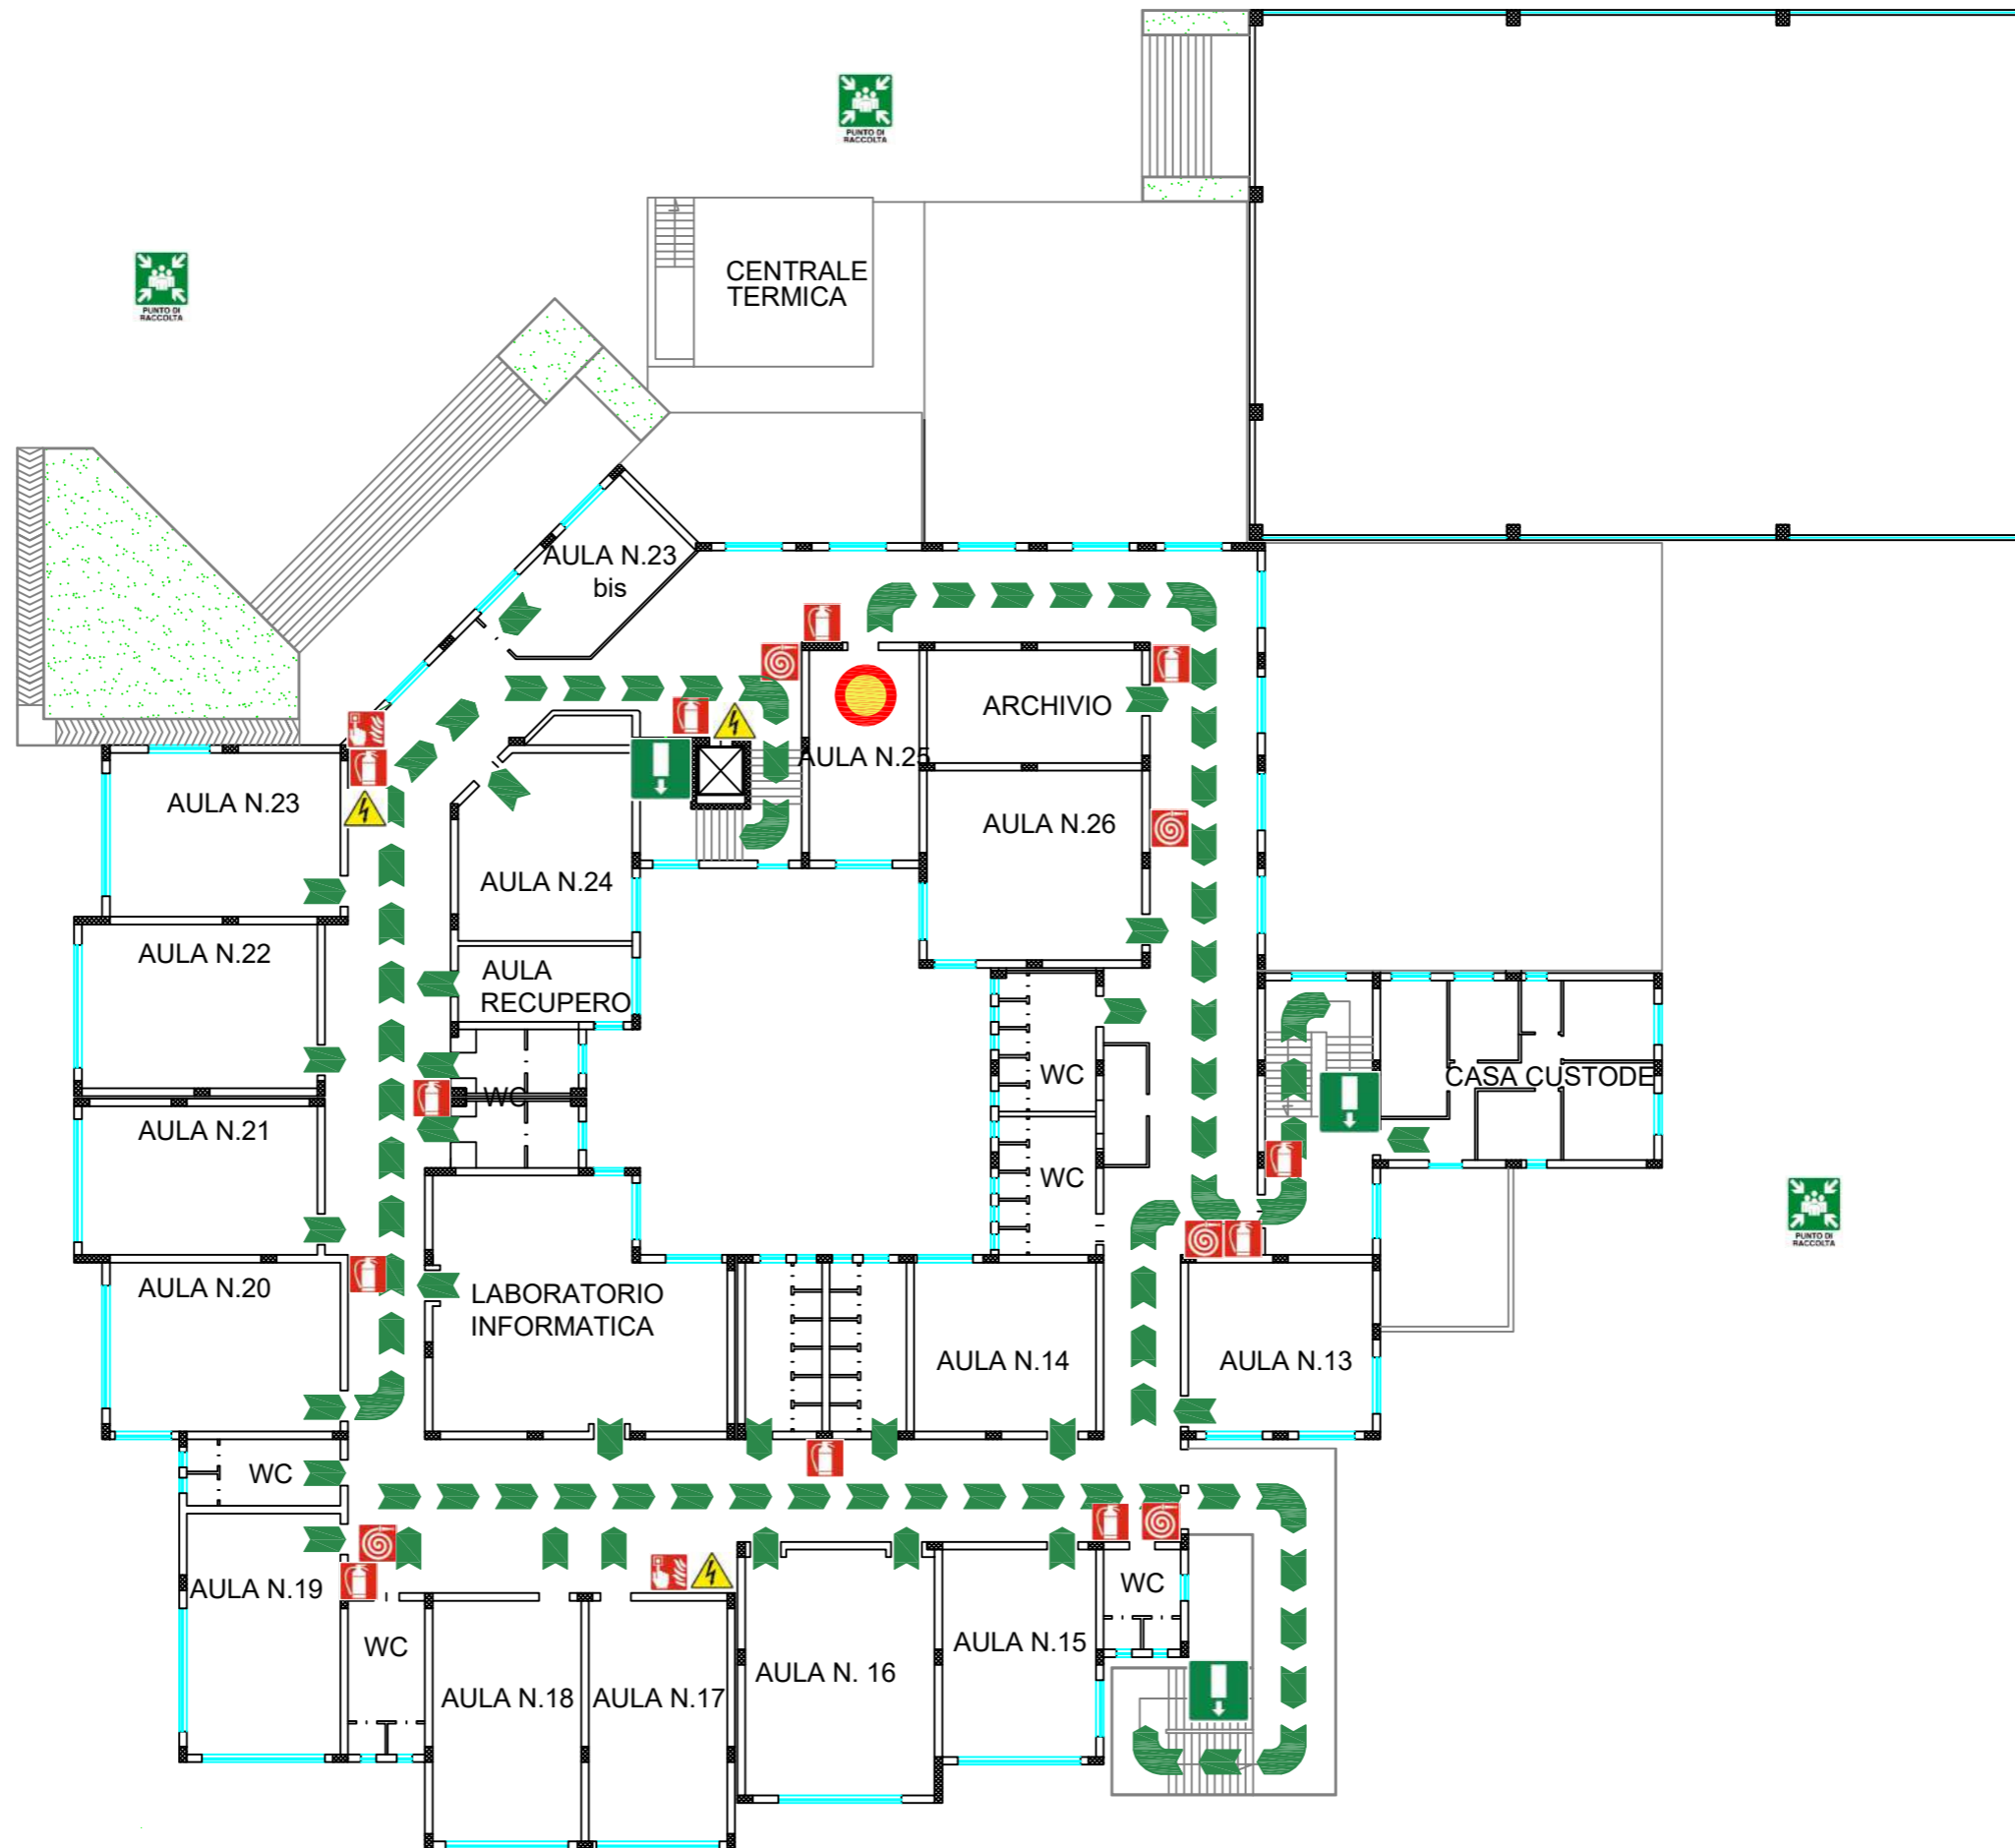 PUNTO DI
RACCOLTA
CENTRALE
TERMICA
PUNTO DI
RACCOLTA
AULA N.23
bis
ARCHIVIO
AULA N.25
AULA N.23
AULA N.26
AULA N.24
AULA N.22
AULA
RECUPERO
WC
CASA CUSTODE
WC
AULA N.21
WC
PUNTO DI
RACCOLTA
AULA N.20
LABORATORIO
INFORMATICA
AULA N.14
AULA N.13
WC
AULA N.19
WC
WC
AULA N.15
AULA N. 16
AULA N.18
AULA N.17